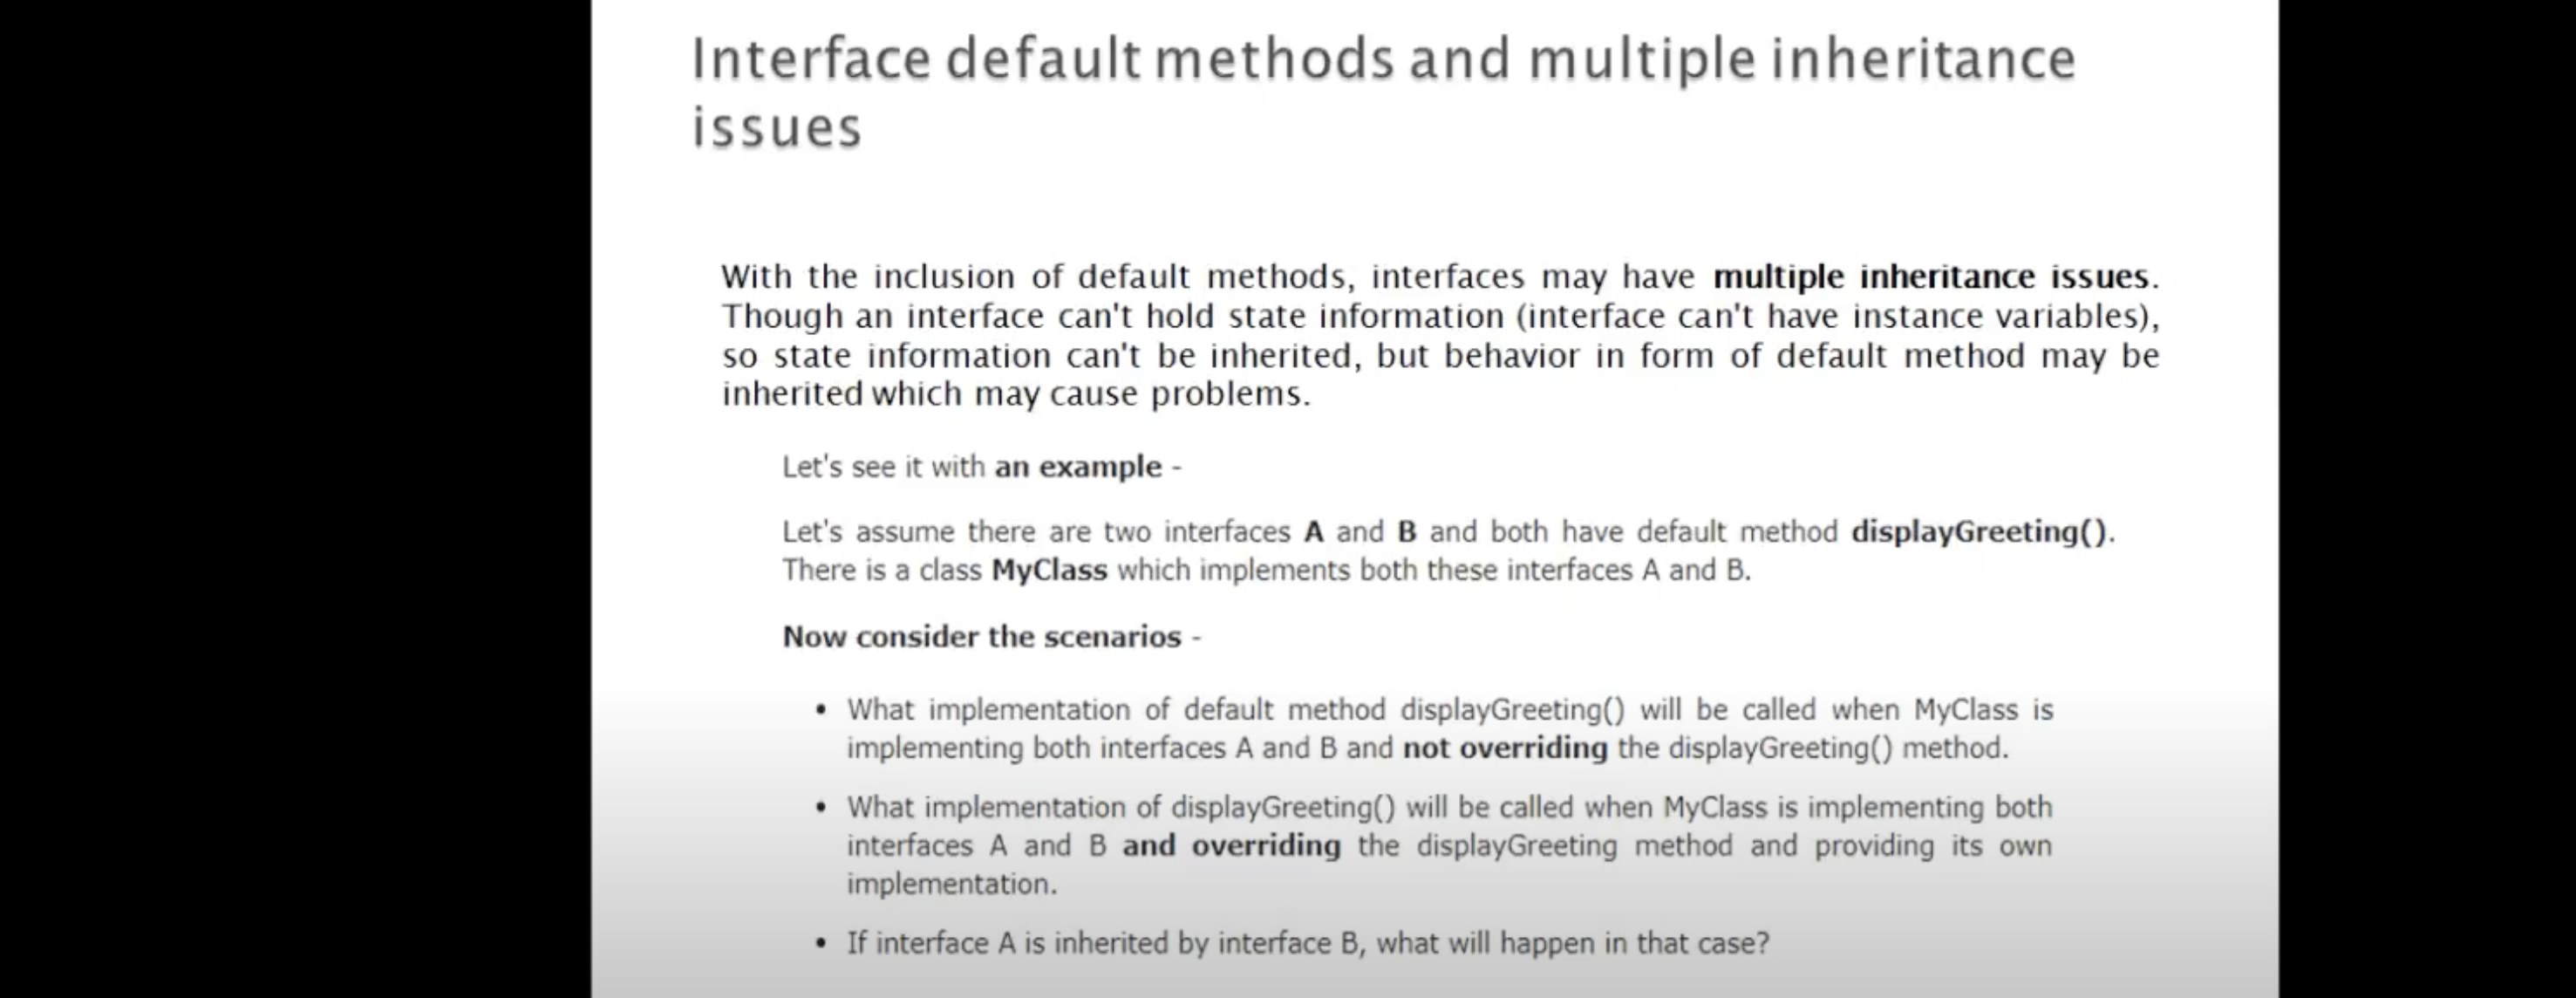 Interface default methods and multiple inheritance
issues
With the inclusion of default methods, interfaces may have multiple inheritance issues.
Though an interface can't hold state information (interface can't have instance variables),
so state information can't be inherited, but behavior in form of default method may be
inherited which may cause problems.
Let's see it with an example -
Let's assume there are two interfaces A and B and both have default method displayGreeting().
There is a class MyClass which implements both these interfaces A and B.
Now consider the scenarios -
• What implementation of default method displayGreeting() will be called when MyClass is
implementing both interfaces A and B and not overriding the displayGreeting() method.
• What implementation of displayGreeting() will be called when MyClass is implementing both
interfaces A and B and overriding the displayGreeting method and providing its own
implementation.
• If interface A is inherited by interface B, what will happen in that case?